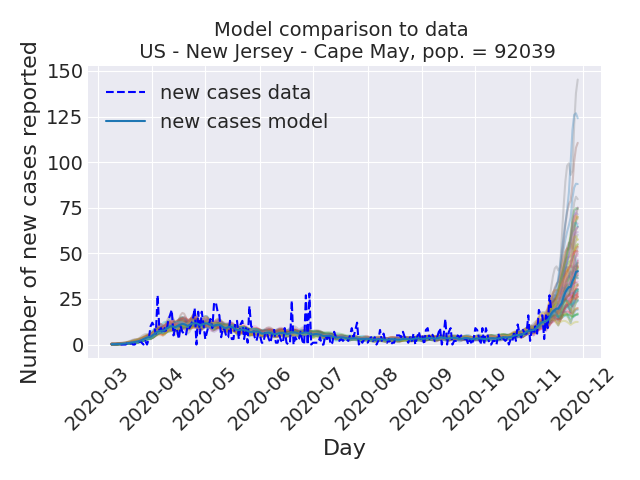 Model comparison to data
US - New Jersey - Cape May, pop. = 92039
Number of new cases reported
150
125
100
75
50
25
0
new cases data
new cases model
2020-03
2020-04
2020-05
2020-06
2020-07
2020-08
2020-09
2020-10
2020-11
2020-12
Day